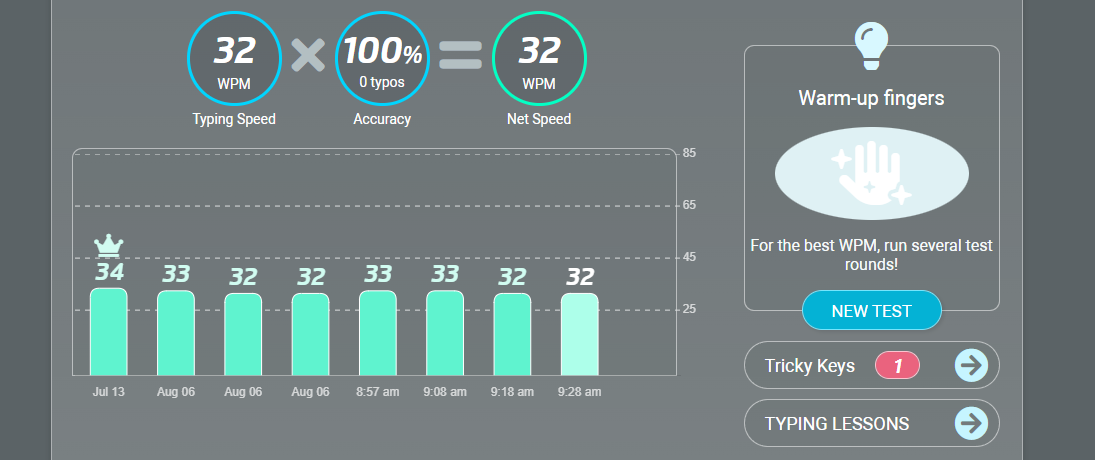 32
WPM
Typing Speed
100%
0 typos
Accuracy
32
WPM
Net Speed
85
65
45
25
34
33
32
32
33
33
32
32
Jul 13
Aug 06
Aug 06
Aug 06
8:57 am
9:08 am
9:18 am
9:28 am
Warm-up fingers
For the best WPM, run several test
rounds!
NEW TEST
Tricky Keys 1
TYPING LESSONS